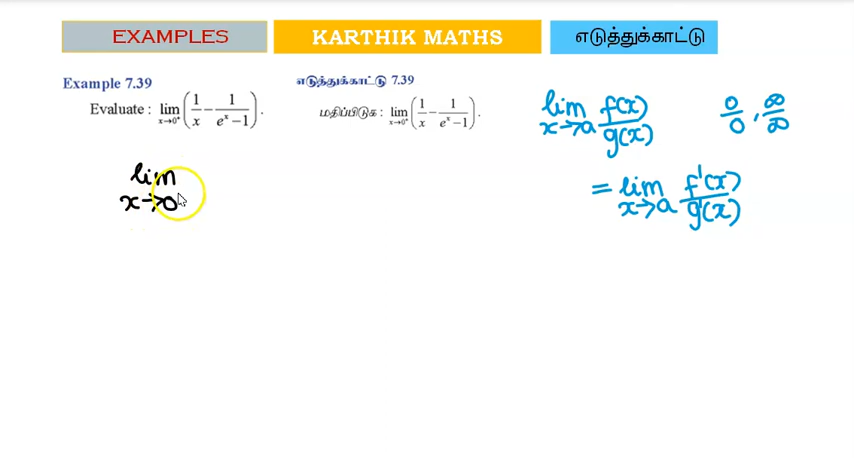 EXAMPLES
KARTHIK MATHS
எடுத்துக்காட்டு
Example 7.39
Evaluate : lim x→0⁺ (1/x − 1/(eˣ−1)).
எடுத்துக்காட்டு 7.39
மதிப்பிடுக : lim x→0⁺ (1/x − 1/(eˣ−1)).
lim x→a f(x)/g(x) 0/0 , ∞/∞
= lim x→a f'(x)/g'(x)
lim x→0